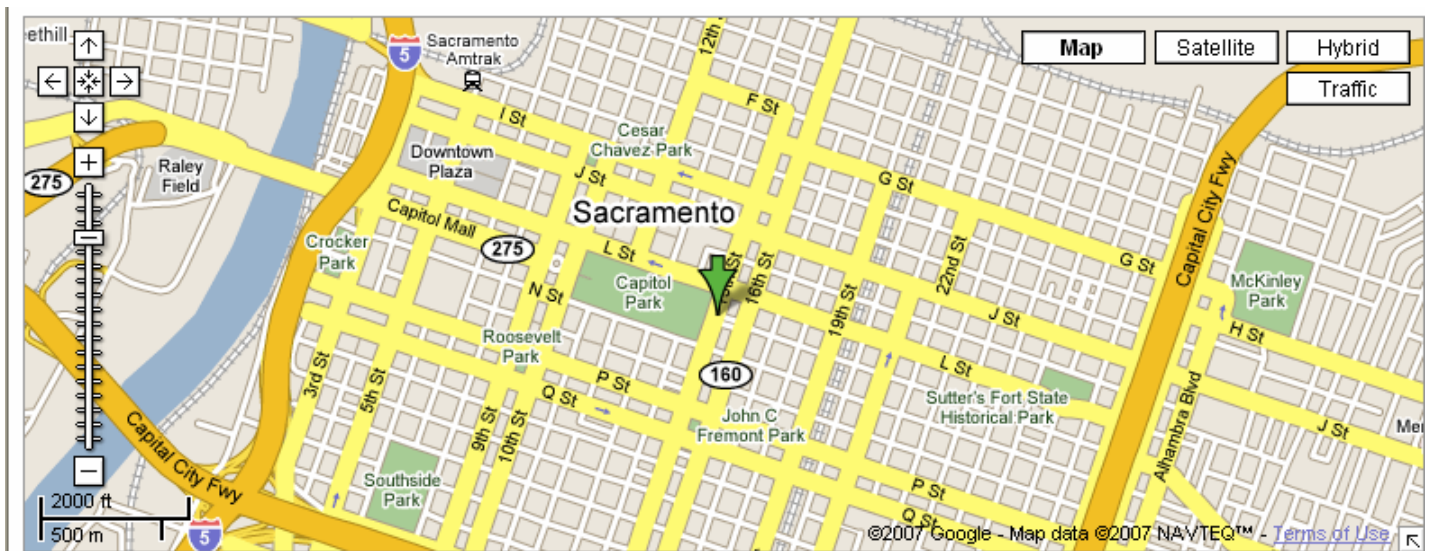 ethill
5
Sacramento
Amtrak
12th St
Map
Satellite
Hybrid
Traffic
I St
F St
Cesar
Chavez Park
Downtown
Plaza
Raley
Field
275
J St
G St
Capitol Mall
Sacramento
Crocker
Park
275
L St
16th St
22nd St
G St
Capital City Fwy
McKinley
Park
Capitol
Park
N St
19th St
J St
H St
Roosevelt
Park
3rd St
5th St
P St
160
L St
Q St
Sutter's Fort State
Historical Park
Alhambra Blvd
John C
Fremont Park
J St
9th St
10th St
Capital City Fwy
Southside
Park
P St
Q St
2000 ft
500 m
5
©2007 Google - Map data ©2007 NAVTEQ™ - Terms of Use